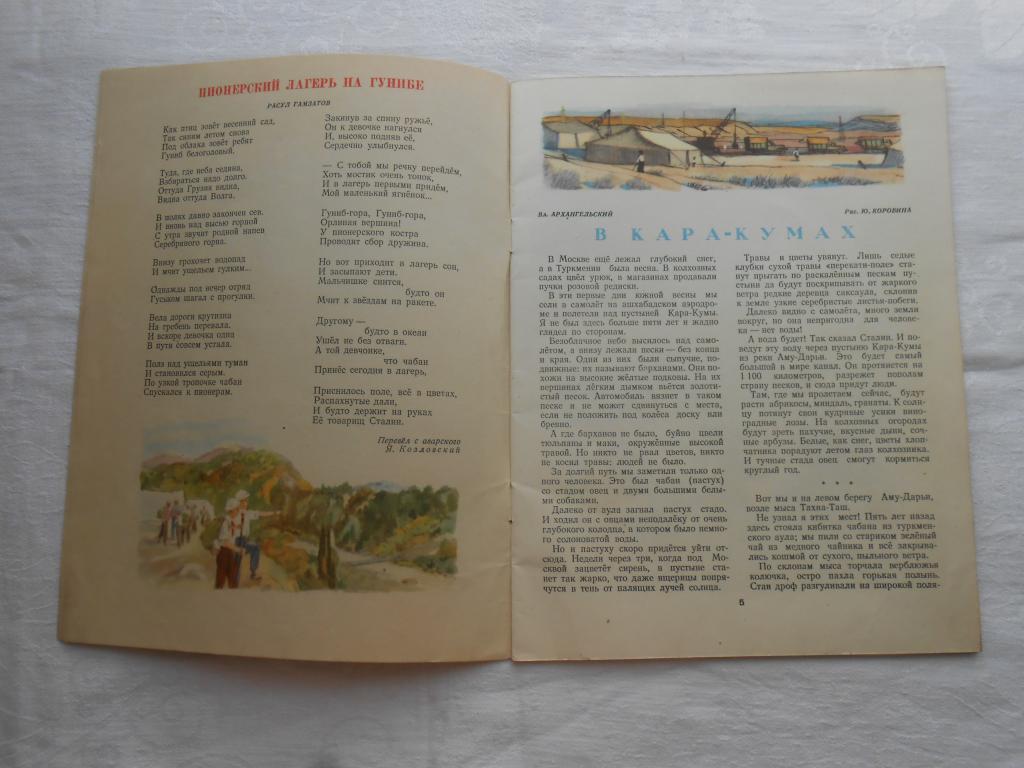 ПИОНЕРСКИЙ ЛАГЕРЬ НА ГУНИБЕ
РАСУЛ ГАМЗАТОВ
Как птиц зовёт весенний сад,
Так синим летом снова
Под облака зовёт ребят
Гуниб белоголовый.
Туда, где неба седина,
Взбираться надо долго.
Оттуда Грузия видна,
Видна оттуда Волга.
В полях давно закончен сев.
И вновь над высью горной
С утра звучит родной напев
Серебряного горна.
Внизу грохочет водопад
И мчит ущельем гулким...
Однажды под вечер отряд
Гуськом шагал с прогулки.
Вела дорога крутизна
На гребень перевала.
И вскоре девочка одна
В пути совсем устала.
Полз над ущельями туман
И становился серым.
По узкой тропочке чабан
Спускался к пионерам.
Закинув за спину ружьё,
Он к девочке нагнулся
И, высоко подняв её,
Сердечно улыбнулся.
— С тобой мы речку перейдём,
Хоть мостик очень тонок,
И в лагерь первыми придём,
Мой маленький ягнёнок...
Гуниб-гора, Гуниб-гора,
Орлиная вершина!
У пионерского костра
Проводит сбор дружина.
Но вот приходит в лагерь сон,
И засыпают дети.
Мальчишке снится,
будто он
Мчит к звёздам на ракете.
Другому —
будто в океан
Ушёл не без отваги.
А той девчонке,
что чабан
Принёс сегодня в лагерь,
Приснилось поле, всё в цветах,
Распахнутые дали,
И будто держит на руках
Её товарищ Сталин.
Перевёл с аварского
Я. Козловский
Вл. АРХАНГЕЛЬСКИЙ
Рис. Ю. КОРОВИНА
В КАРА-КУМАХ
В Москве ещё лежал глубокий снег,
а в Туркмении была весна. В колхозных
садах цвёл урюк, в магазинах продавали
пучки розовой редиски.
В эти первые дни южной весны мы
сели в самолёт на ашхабадском аэродро-
ме и полетели над пустыней Кара-Кумы.
Я не был здесь больше пяти лет и жадно
глядел по сторонам.
Безоблачное небо высилось над само-
лётом, а внизу лежали пески — без конца
и края. Одни из них были сыпучие, по-
движные: их называют барханами. Они по-
хожи на высокие жёлтые подковы. На их
вершинах лёгким дымком вьётся золоти-
стый песок. Автомобиль вязнет в таком
песке и не может сдвинуться с места,
если не положить под колёса доску или
бревно.
А где барханов не было, буйно цвели
тюльпаны и маки, окружённые высокой
травой. Но никто не рвал цветов, никто
не косил травы: людей не было.
За долгий путь мы заметили только од-
ного человека. Это был чабан (пастух)
со стадом овец и двумя большими белы-
ми собаками.
Далеко от аула загнал пастух стадо.
И ходил он с овцами неподалёку от очень
глубокого колодца, в котором было немно-
го солоноватой воды.
Но и пастуху скоро придётся уйти от-
сюда. Недели через три, когда под Мо-
сквой зацветёт сирень, в пустыне ста-
нет так жарко, что даже ящерицы попря-
чутся в тень от палящих лучей солнца.
Травы и цветы увянут. Лишь седые
клубки сухой травы «перекати-поле» ста-
нут прыгать по раскалённым пескам пу-
стыни да будут поскрипывать от жаркого
ветра редкие деревца саксаула, склонив
к земле узкие серебристые листья-побеги.
Далеко видно с самолёта, много земли
вокруг, но она непригодна для челове-
ка — нет воды!
А вода будет! Так сказал Сталин. И по-
ведут эту воду через пустыню Кара-Кумы
из реки Аму-Дарьи. Это будет самый
большой в мире канал. Он протянется на
1 100 километров, разрежет пополам
страну песков, и сюда придут люди.
Там, где мы пролетаем сейчас, будут
расти абрикосы, миндаль, гранаты. К солн-
цу потянут свои кудрявые усики вино-
градные лозы. На колхозных огородах
будут зреть пахучие, вкусные дыни, соч-
ные арбузы. Белые, как снег, цветы хлоп-
чатника порадуют летом глаз колхозника.
И тучные стада овец смогут кормиться
круглый год.
* * *
Вот мы и на левом берегу Аму-Дарьи,
возле мыса Тахиа-Таш.
Не узнал я этих мест! Пять лет назад
здесь стояла кибитка чабана из туркмен-
ского аула; мы пили со стариком зелёный
чай из медного чайника и всё закрыва-
лись кошмой от сухого, пыльного ветра.
По склонам мыса торчала верблюжья
колючка, остро пахла горькая полынь.
Стаи дроф разгуливали на широкой поля-
5